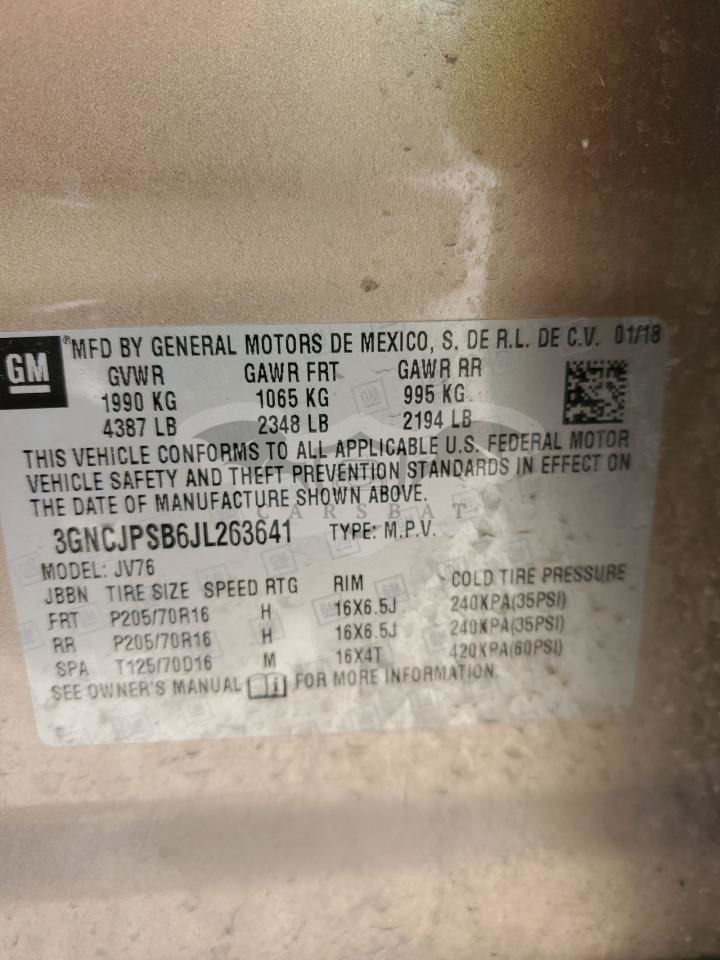 GM
®MFD BY GENERAL MOTORS DE MEXICO, S. DE R.L. DE C.V. 01/18
GVWR GAWR FRT GAWR RR
1990 KG 1065 KG 995 KG
4387 LB 2348 LB 2194 LB
THIS VEHICLE CONFORMS TO ALL APPLICABLE U.S. FEDERAL MOTOR
VEHICLE SAFETY AND THEFT PREVENTION STANDARDS IN EFFECT ON
THE DATE OF MANUFACTURE SHOWN ABOVE.
CARSBAT
3GNCJPSB6JL263641 TYPE: M.P.V.
MODEL: JV76
JBBN TIRE SIZE SPEED RTG RIM COLD TIRE PRESSURE
FRT P205/70R16 H 16X6.5J 240KPA(35PSI)
RR P205/70R16 H 16X6.5J 240KPA(35PSI)
SPA T125/70D16 M 16X4T 420KPA(60PSI)
SEE OWNER'S MANUAL FOR MORE INFORMATION.